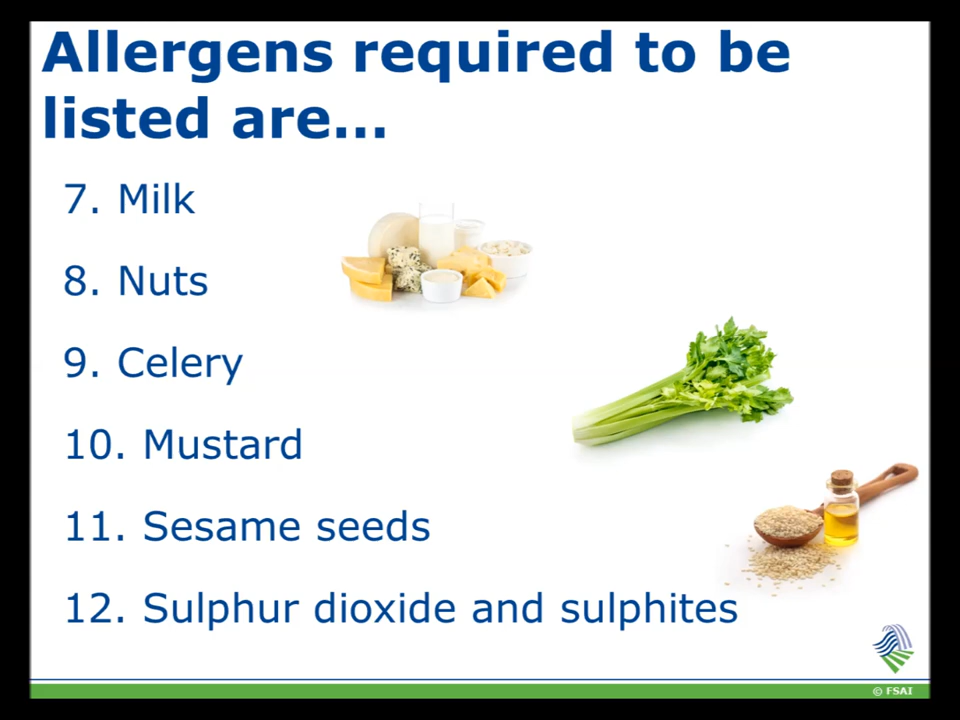 Allergens required to be
listed are...
7. Milk
8. Nuts
9. Celery
10. Mustard
11. Sesame seeds
12. Sulphur dioxide and sulphites
© FSAI